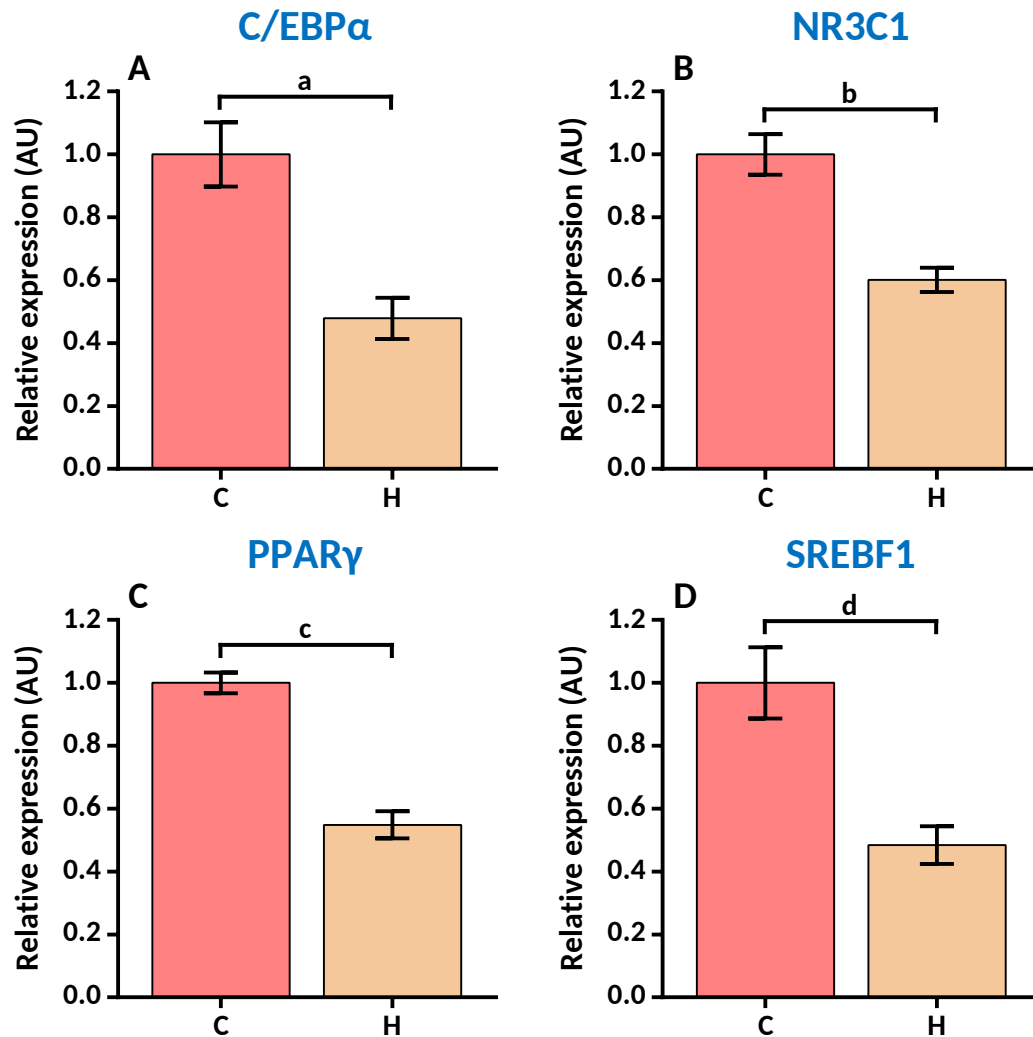 C/EBPα
A
a
1.2
1.0
0.8
0.6
0.4
0.2
0.0
Relative expression (AU)
C
H
NR3C1
B
b
1.2
1.0
0.8
0.6
0.4
0.2
0.0
Relative expression (AU)
C
H
PPARγ
C
c
1.2
1.0
0.8
0.6
0.4
0.2
0.0
Relative expression (AU)
C
H
SREBF1
D
d
1.2
1.0
0.8
0.6
0.4
0.2
0.0
Relative expression (AU)
C
H